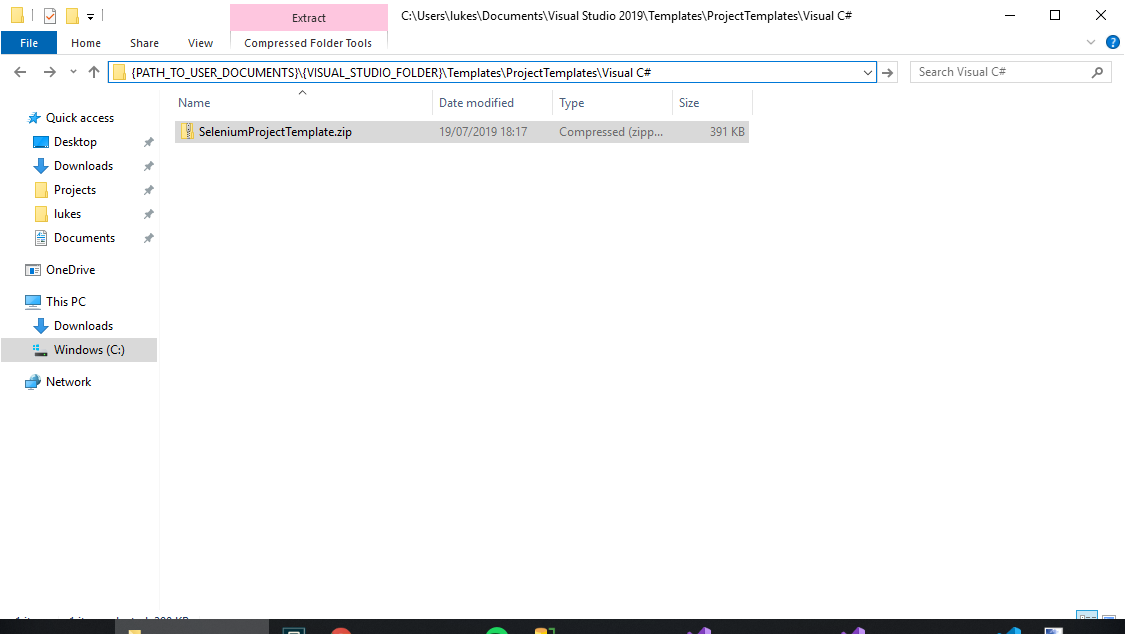 Extract
C:\Users\lukes\Documents\Visual Studio 2019\Templates\ProjectTemplates\Visual C#
File
Home
Share
View
Compressed Folder Tools
{PATH_TO_USER_DOCUMENTS}\{VISUAL_STUDIO_FOLDER}\Templates\ProjectTemplates\Visual C#
Search Visual C#
Name
Date modified
Type
Size
SeleniumProjectTemplate.zip
19/07/2019 18:17
Compressed (zipp...
391 KB
Quick access
Desktop
Downloads
Projects
lukes
Documents
OneDrive
This PC
Downloads
Windows (C:)
Network